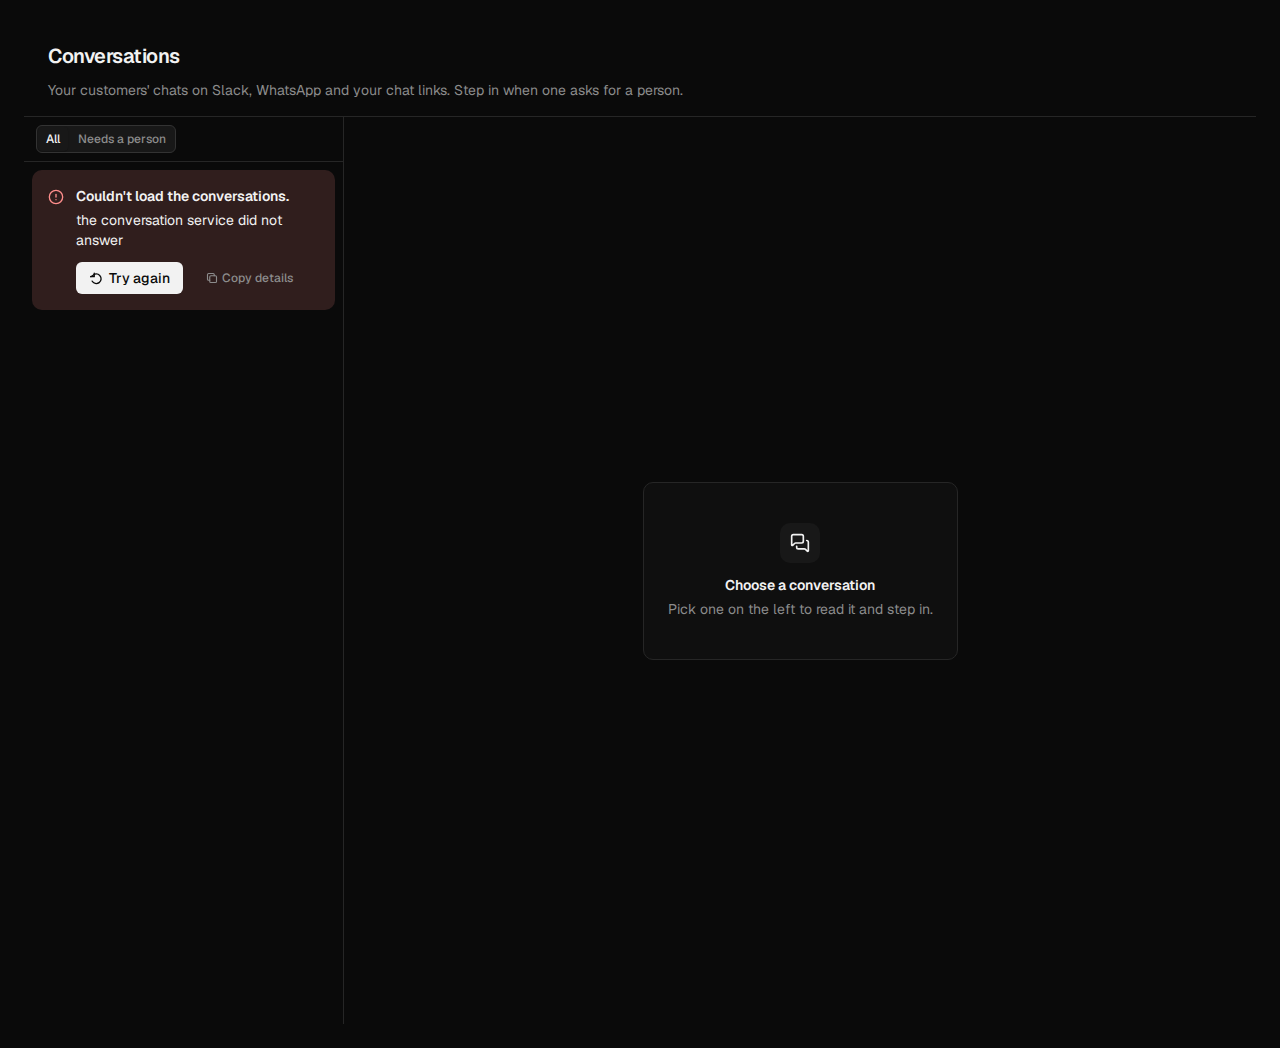 Conversations
Your customers' chats on Slack, WhatsApp and your chat links. Step in when one asks for a person.
All Needs a person
Couldn't load the conversations.
the conversation service did not
answer
Try again Copy details
Choose a conversation
Pick one on the left to read it and step in.